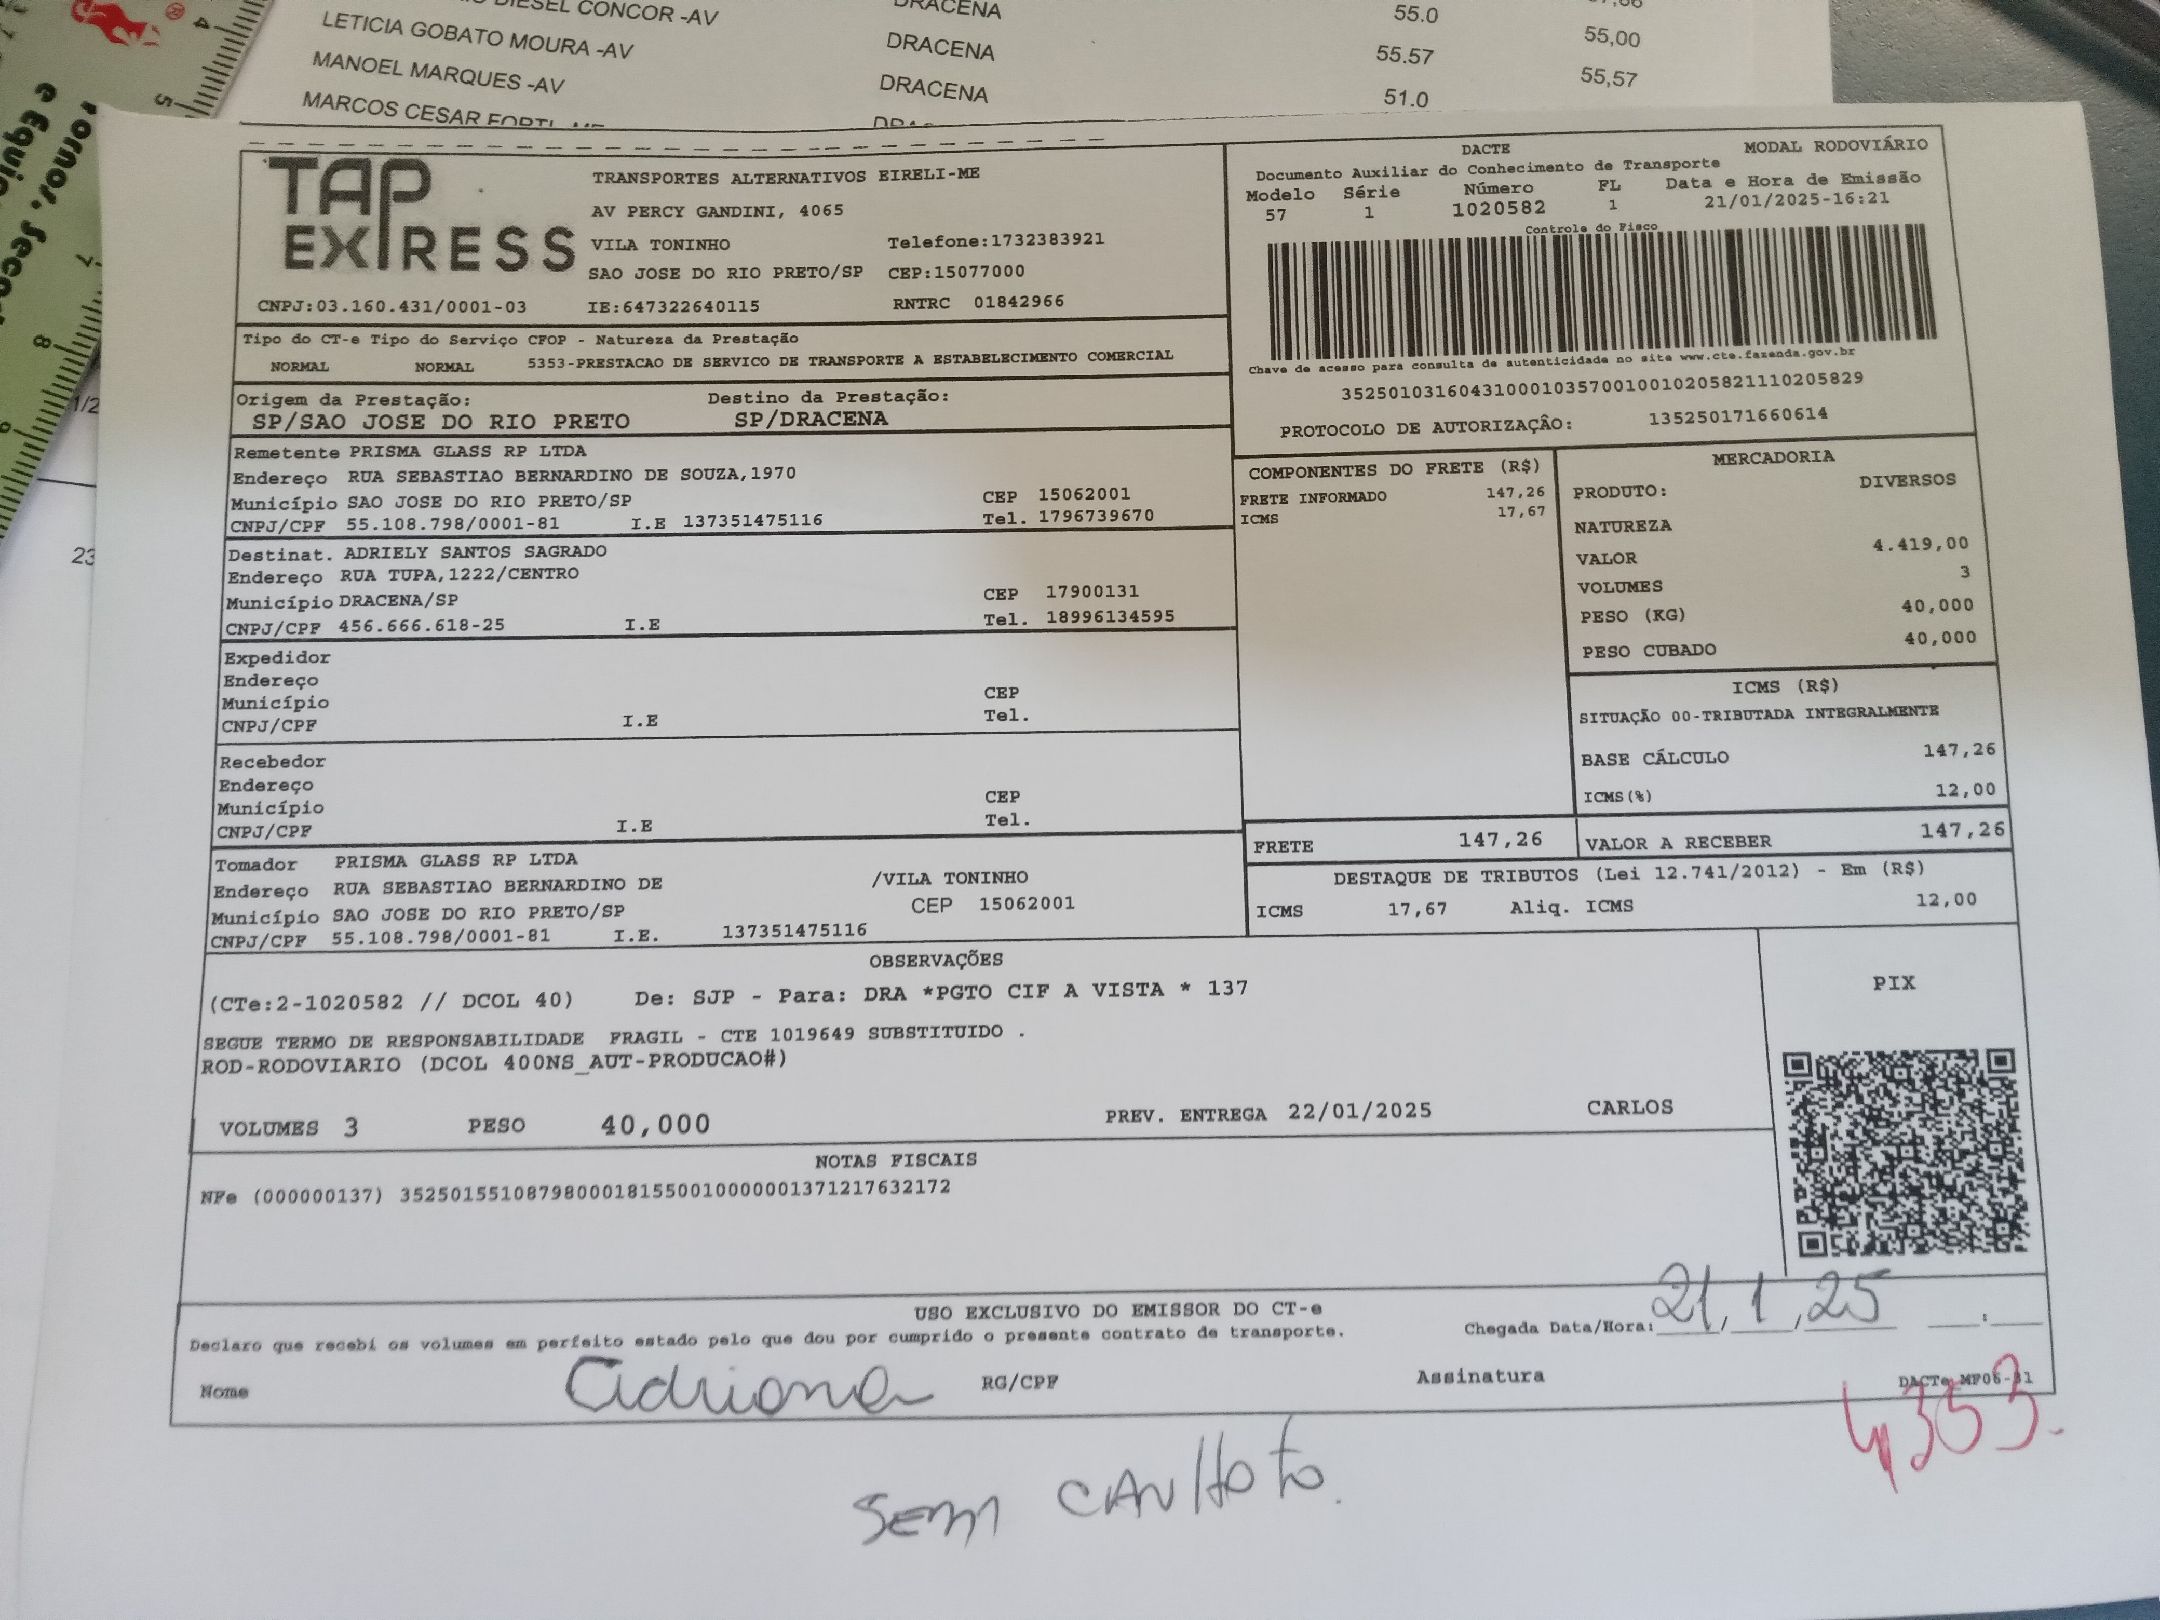 DIESEL CONCOR -AV DRACENA 55.0
LETICIA GOBATO MOURA -AV DRACENA 55.57 55,00
MANOEL MARQUES -AV DRACENA 51.0 55,57
MARCOS CESAR
TAP EXPRESS
TRANSPORTES ALTERNATIVOS EIRELI-ME
AV PERCY GANDINI, 4065
VILA TONINHO Telefone:1732383921
SAO JOSE DO RIO PRETO/SP CEP:15077000
CNPJ:03.160.431/0001-03 IE:647322640115 RNTRC 01842966
DACTE MODAL RODOVIÁRIO
Documento Auxiliar do Conhecimento de Transporte
Modelo Série Número FL Data e Hora de Emissão
57 1 1020582 1 21/01/2025-16:21
Controle do Fisco
Chave de acesso para consulta de autenticidade no site www.cte.fazenda.gov.br
35250103160431000103570010010205821110205829
PROTOCOLO DE AUTORIZAÇÂO: 135250171660614
Tipo do CT-e Tipo do Serviço CFOP - Natureza da Prestação
NORMAL NORMAL 5353-PRESTACAO DE SERVICO DE TRANSPORTE A ESTABELECIMENTO COMERCIAL
Origem da Prestação: Destino da Prestação:
SP/SAO JOSE DO RIO PRETO SP/DRACENA
Remetente PRISMA GLASS RP LTDA
Endereço RUA SEBASTIAO BERNARDINO DE SOUZA,1970
Município SAO JOSE DO RIO PRETO/SP CEP 15062001
CNPJ/CPF 55.108.798/0001-81 I.E 137351475116 Tel. 1796739670
Destinat. ADRIELY SANTOS SAGRADO
Endereço RUA TUPA,1222/CENTRO
Município DRACENA/SP CEP 17900131
CNPJ/CPF 456.666.618-25 I.E Tel. 18996134595
Expedidor
Endereço
Município CEP
CNPJ/CPF I.E Tel.
Recebedor
Endereço
Município CEP
CNPJ/CPF I.E Tel.
Tomador PRISMA GLASS RP LTDA
Endereço RUA SEBASTIAO BERNARDINO DE /VILA TONINHO
Município SAO JOSE DO RIO PRETO/SP CEP 15062001
CNPJ/CPF 55.108.798/0001-81 I.E. 137351475116
COMPONENTES DO FRETE (R$)
FRETE INFORMADO 147,26
ICMS 17,67
MERCADORIA
PRODUTO: DIVERSOS
NATUREZA
VALOR 4.419,00
VOLUMES 3
PESO (KG) 40,000
PESO CUBADO 40,000
ICMS (R$)
SITUAÇÃO 00-TRIBUTADA INTEGRALMENTE
BASE CÁLCULO 147,26
ICMS(%) 12,00
FRETE 147,26 VALOR A RECEBER 147,26
DESTAQUE DE TRIBUTOS (Lei 12.741/2012) - Em (R$)
ICMS 17,67 Aliq. ICMS 12,00
OBSERVAÇÕES
(CTe:2-1020582 // DCOL 40) De: SJP - Para: DRA *PGTO CIF A VISTA * 137
SEGUE TERMO DE RESPONSABILIDADE FRAGIL - CTE 1019649 SUBSTITUIDO .
ROD-RODOVIARIO (DCOL 400NS_AUT-PRODUCAO#)
VOLUMES 3 PESO 40,000 PREV. ENTREGA 22/01/2025 CARLOS
PIX
NOTAS FISCAIS
NFe (000000137) 35250155108798000181550010000001371217632172
USO EXCLUSIVO DO EMISSOR DO CT-e
Declaro que recebi os volumes em perfeito estado pelo que dou por cumprido o presente contrato de transporte.
Chegada Data/Hora: 21/1/25 :
Nome Adriana RG/CPF Assinatura DACTe_MF06-31
4353.
SEM CANHOTO.